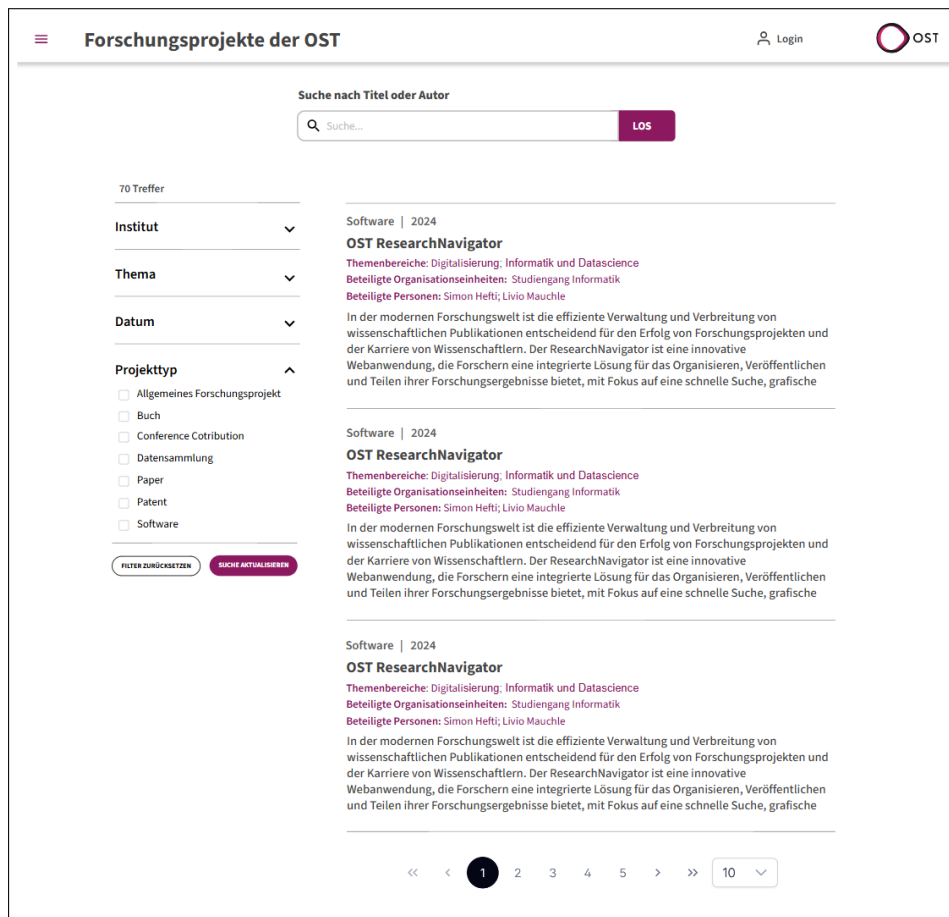 Forschungsprojekte der OST
Login
OST
Suche nach Titel oder Autor
Suche...
LOS
70 Treffer
Institut
Thema
Datum
Projekttyp
Allgemeines Forschungsprojekt
Buch
Conference Cotribution
Datensammlung
Paper
Patent
Software
FILTER ZURÜCKSETZEN
SUCHE AKTUALISIEREN
Software | 2024
OST ResearchNavigator
Themenbereiche: Digitalisierung; Informatik und Datascience
Beteiligte Organisationseinheiten: Studiengang Informatik
Beteiligte Personen: Simon Hefti; Livio Mauchle
In der modernen Forschungswelt ist die effiziente Verwaltung und Verbreitung von
wissenschaftlichen Publikationen entscheidend für den Erfolg von Forschungsprojekten und
der Karriere von Wissenschaftlern. Der ResearchNavigator ist eine innovative
Webanwendung, die Forschern eine integrierte Lösung für das Organisieren, Veröffentlichen
und Teilen ihrer Forschungsergebnisse bietet, mit Fokus auf eine schnelle Suche, grafische
Software | 2024
OST ResearchNavigator
Themenbereiche: Digitalisierung; Informatik und Datascience
Beteiligte Organisationseinheiten: Studiengang Informatik
Beteiligte Personen: Simon Hefti; Livio Mauchle
In der modernen Forschungswelt ist die effiziente Verwaltung und Verbreitung von
wissenschaftlichen Publikationen entscheidend für den Erfolg von Forschungsprojekten und
der Karriere von Wissenschaftlern. Der ResearchNavigator ist eine innovative
Webanwendung, die Forschern eine integrierte Lösung für das Organisieren, Veröffentlichen
und Teilen ihrer Forschungsergebnisse bietet, mit Fokus auf eine schnelle Suche, grafische
Software | 2024
OST ResearchNavigator
Themenbereiche: Digitalisierung; Informatik und Datascience
Beteiligte Organisationseinheiten: Studiengang Informatik
Beteiligte Personen: Simon Hefti; Livio Mauchle
In der modernen Forschungswelt ist die effiziente Verwaltung und Verbreitung von
wissenschaftlichen Publikationen entscheidend für den Erfolg von Forschungsprojekten und
der Karriere von Wissenschaftlern. Der ResearchNavigator ist eine innovative
Webanwendung, die Forschern eine integrierte Lösung für das Organisieren, Veröffentlichen
und Teilen ihrer Forschungsergebnisse bietet, mit Fokus auf eine schnelle Suche, grafische
« ‹ 1 2 3 4 5 › » 10